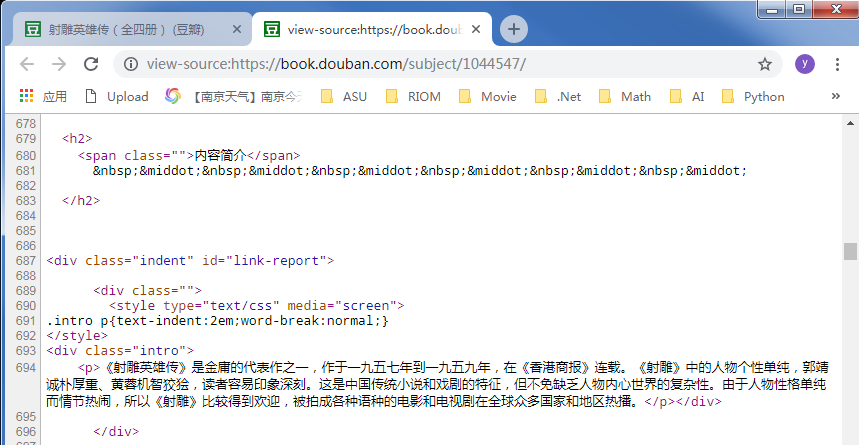 射雕英雄传（全四册）（豆瓣）
view-source:https://book.doub
view-source:https://book.douban.com/subject/1044547/
y
应用 Upload 【南京天气】南京今 ASU RIOM Movie .Net Math AI Python »
678
679 <h2>
680 <span class="">内容简介</span>
681 &nbsp;&middot;&nbsp;&middot;&nbsp;&middot;&nbsp;&middot;&nbsp;&middot;&nbsp;&middot;
682
683 </h2>
684
685
686
687 <div class="indent" id="link-report">
688
689 <div class="">
690 <style type="text/css" media="screen">
691 .intro p{text-indent:2em;word-break:normal;}
692 </style>
693 <div class="intro">
694 <p>《射雕英雄传》是金庸的代表作之一，作于一九五七年到一九五九年，在《香港商报》连载。《射雕》中的人物个性单纯，郭靖
诚朴厚重、黄蓉机智狡狯，读者容易印象深刻。这是中国传统小说和戏剧的特征，但不免缺乏人物内心世界的复杂性。由于人物性格单纯
而情节热闹，所以《射雕》比较得到欢迎，被拍成各种语种的电影和电视剧在全球众多国家和地区热播。</p></div>
695
696 </div>